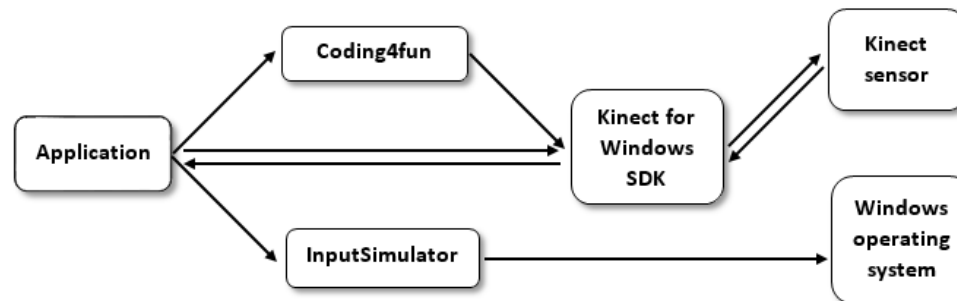 Coding4fun
Kinect
sensor
Application
Kinect for
Windows
SDK
InputSimulator
Windows
operating
system